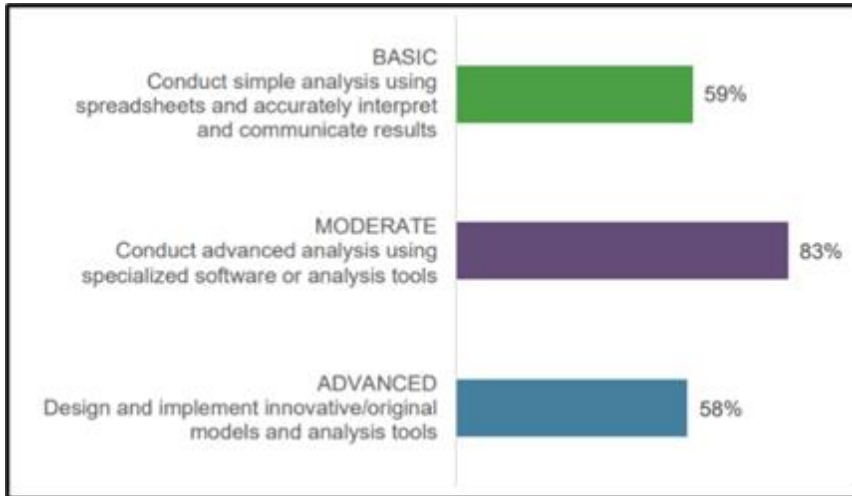 BASIC
Conduct simple analysis using
spreadsheets and accurately interpret
and communicate results
59%
MODERATE
Conduct advanced analysis using
specialized software or analysis tools
83%
ADVANCED
Design and implement innovative/original
models and analysis tools
58%